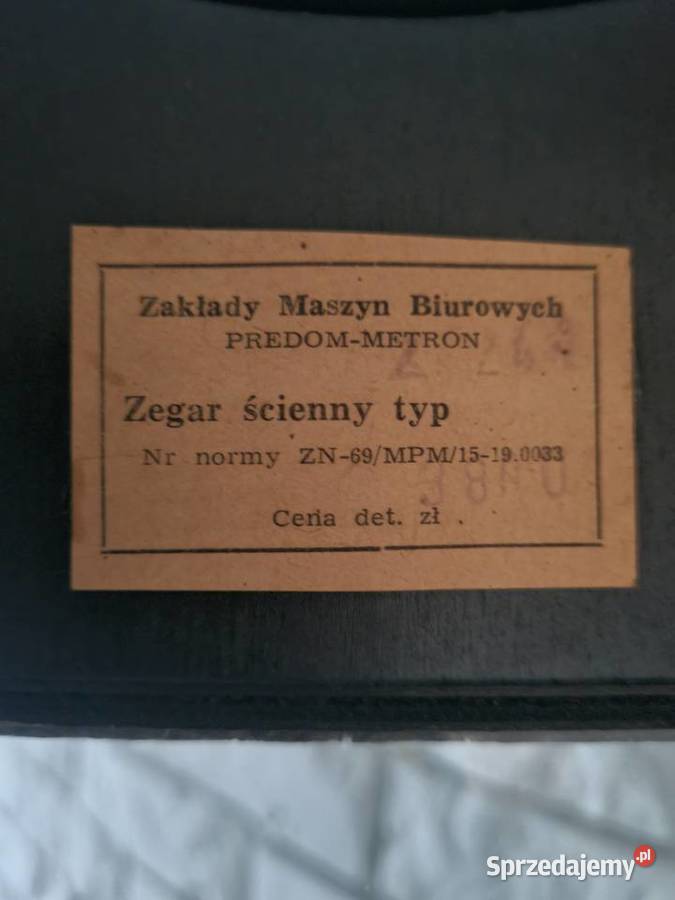 Zakłady Maszyn Biurowych
PREDOM-METRON
Zegar ścienny typ
Nr normy ZN-69/MPM/15-19.0033
Cena det. zł .
Sprzedajemy.pl